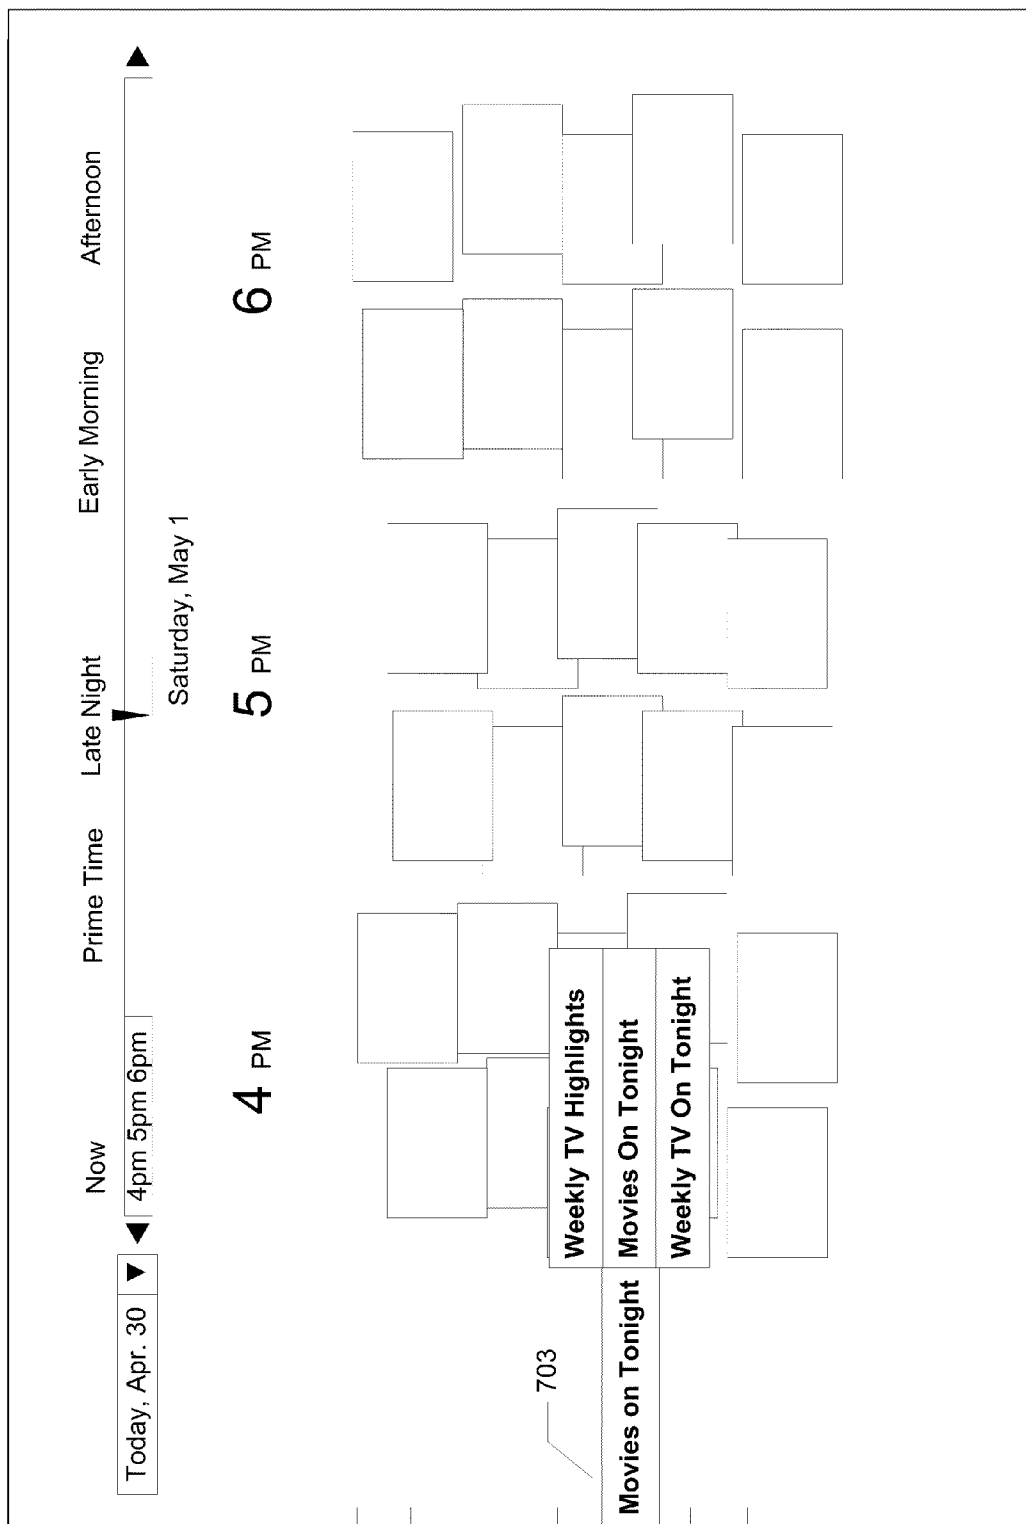 Today, Apr. 30
Now
Prime Time
Late Night
Early Morning
Afternoon
4pm 5pm 6pm
Saturday, May 1
4 PM
5 PM
6 PM
703
Movies on Tonight
Weekly TV Highlights
Movies On Tonight
Weekly TV On Tonight